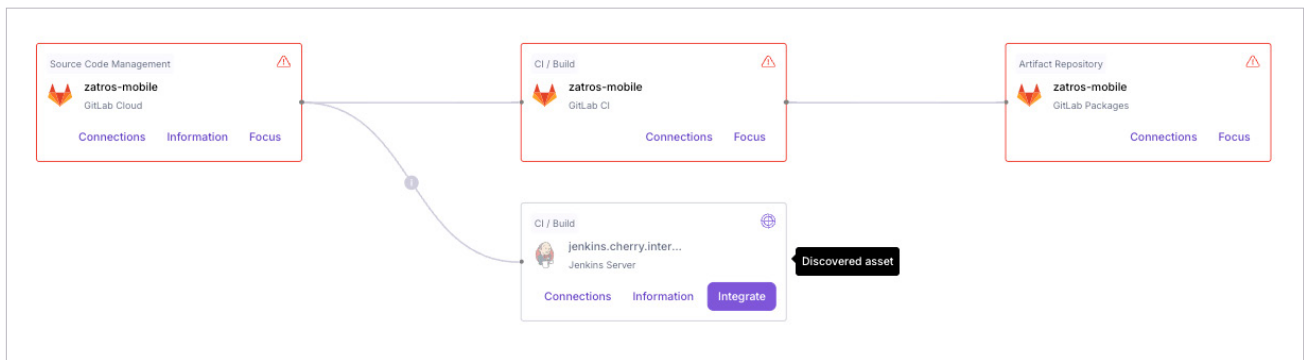 Source Code Management
zatros-mobile
GitLab Cloud
Connections Information Focus
CI / Build
zatros-mobile
GitLab CI
Connections Focus
Artifact Repository
zatros-mobile
GitLab Packages
Connections Focus
CI / Build
jenkins.cherry.inter...
Jenkins Server
Connections Information Integrate
Discovered asset